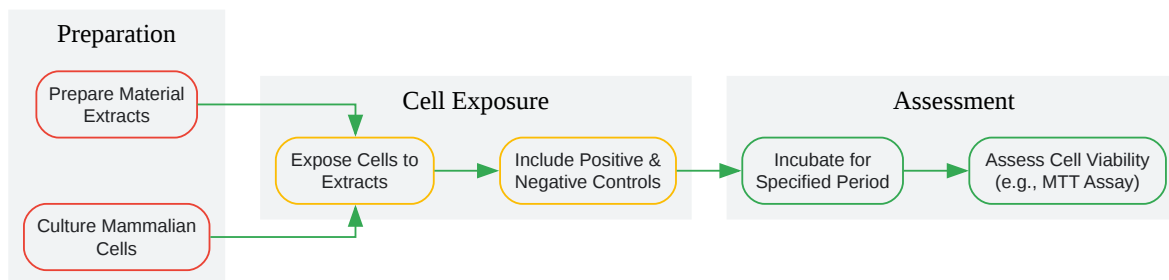 Preparation
Prepare Material
Extracts
Culture Mammalian
Cells
Cell Exposure
Expose Cells to
Extracts
Include Positive &
Negative Controls
Assessment
Incubate for
Specified Period
Assess Cell Viability
(e.g., MTT Assay)